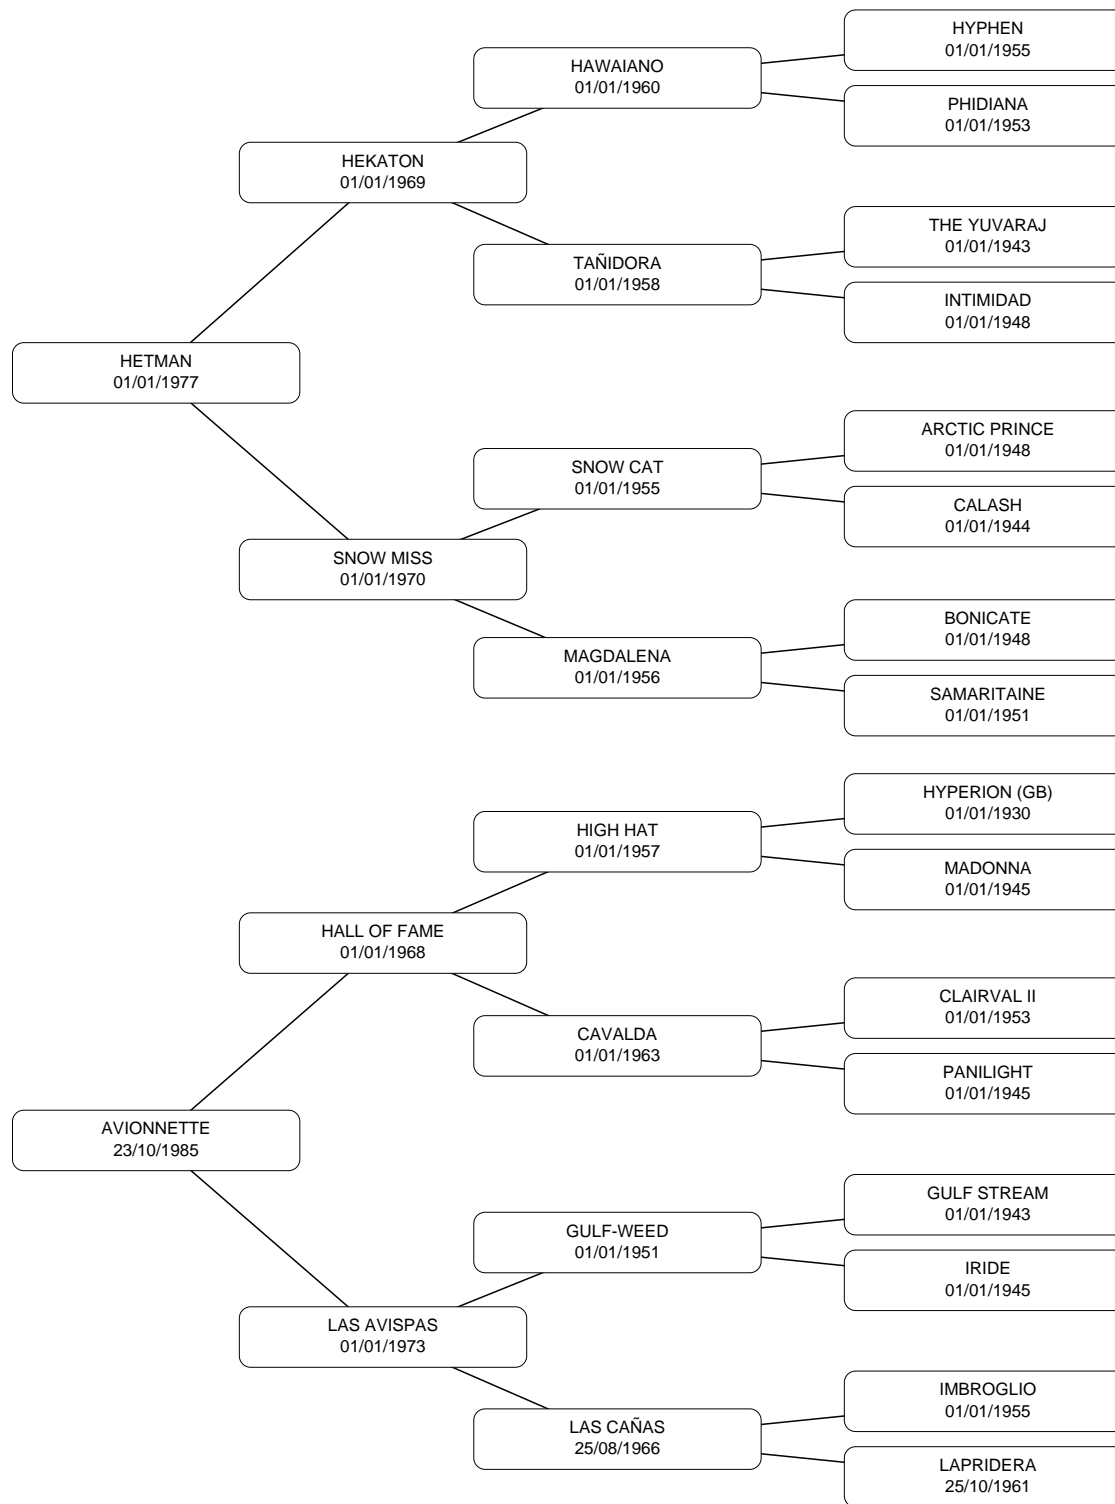 HYPHEN
01/01/1955
HAWAIANO
01/01/1960
PHIDIANA
01/01/1953
HEKATON
01/01/1969
THE YUVARAJ
01/01/1943
TAÑIDORA
01/01/1958
INTIMIDAD
01/01/1948
HETMAN
01/01/1977
ARCTIC PRINCE
01/01/1948
SNOW CAT
01/01/1955
CALASH
01/01/1944
SNOW MISS
01/01/1970
BONICATE
01/01/1948
MAGDALENA
01/01/1956
SAMARITAINE
01/01/1951
HYPERION (GB)
01/01/1930
HIGH HAT
01/01/1957
MADONNA
01/01/1945
HALL OF FAME
01/01/1968
CLAIRVAL II
01/01/1953
CAVALDA
01/01/1963
PANILIGHT
01/01/1945
AVIONNETTE
23/10/1985
GULF STREAM
01/01/1943
GULF-WEED
01/01/1951
IRIDE
01/01/1945
LAS AVISPAS
01/01/1973
IMBROGLIO
01/01/1955
LAS CAÑAS
25/08/1966
LAPRIDERA
25/10/1961